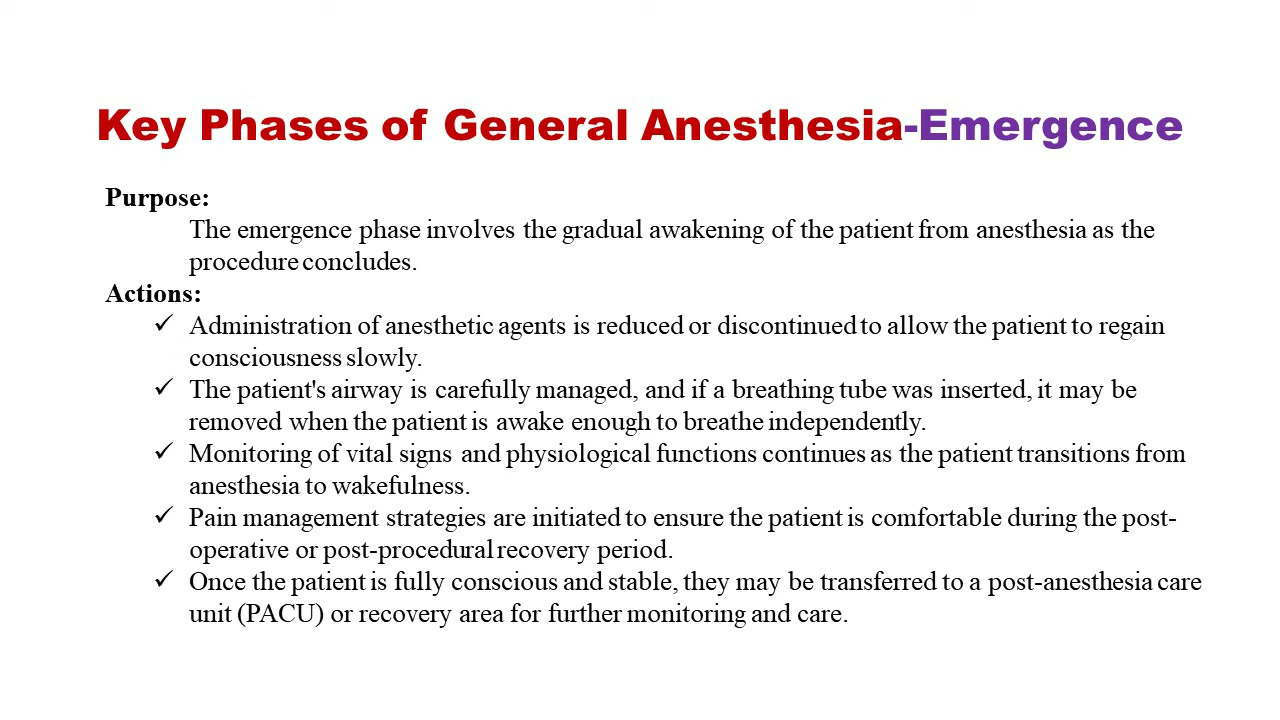 Key Phases of General Anesthesia-Emergence
Purpose:
The emergence phase involves the gradual awakening of the patient from anesthesia as the
procedure concludes.
Actions:
✓ Administration of anesthetic agents is reduced or discontinued to allow the patient to regain
consciousness slowly.
✓ The patient's airway is carefully managed, and if a breathing tube was inserted, it may be
removed when the patient is awake enough to breathe independently.
✓ Monitoring of vital signs and physiological functions continues as the patient transitions from
anesthesia to wakefulness.
✓ Pain management strategies are initiated to ensure the patient is comfortable during the post-
operative or post-procedural recovery period.
✓ Once the patient is fully conscious and stable, they may be transferred to a post-anesthesia care
unit (PACU) or recovery area for further monitoring and care.